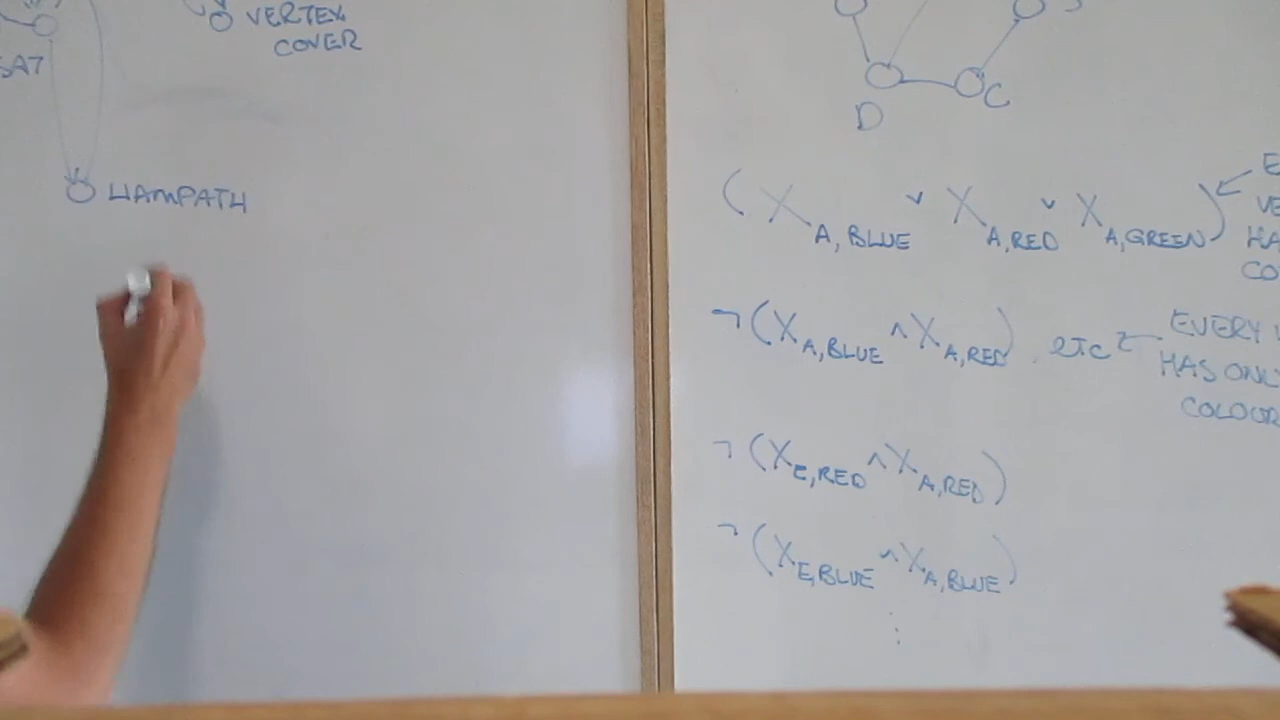 VERTEX
COVER
SAT
HAMPATH
D
C
(X A,BLUE ∨ X A,RED ∨ X A,GREEN)
¬(X A,BLUE ∧ X A,RED) etc
EVERY
HAS ONLY
COLOUR
¬(X E,RED ∧ X A,RED)
¬(X E,BLUE ∧ X A,BLUE)
⋮